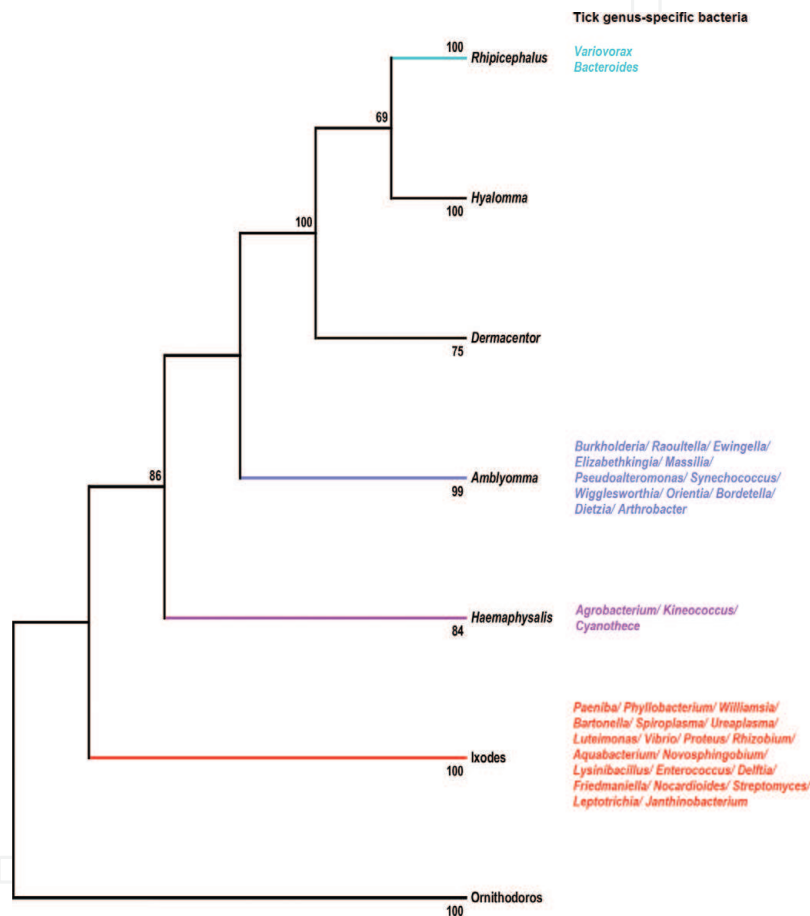 Tick genus-specific bacteria
100
Rhipicephalus
Variovorax
Bacteroides
69
Hyalomma
100
100
Dermacentor
75
Burkholderia/ Raoultella/ Ewingella/
Elizabethkingia/ Massilia/
Pseudoalteromonas/ Synechococcus/
Wigglesworthia/ Orientia/ Bordetella/
Dietzia/ Arthrobacter
86
Amblyomma
99
Agrobacterium/ Kineococcus/
Cyanothece
Haemaphysalis
84
Paeniba/ Phyllobacterium/ Williamsia/
Bartonella/ Spiroplasma/ Ureaplasma/
Luteimonas/ Vibrio/ Proteus/ Rhizobium/
Aquabacterium/ Novosphingobium/
Lysinibacillus/ Enterococcus/ Delftia/
Friedmaniella/ Nocardioides/ Streptomyces/
Leptotrichia/ Janthinobacterium
Ixodes
100
Ornithodoros
100